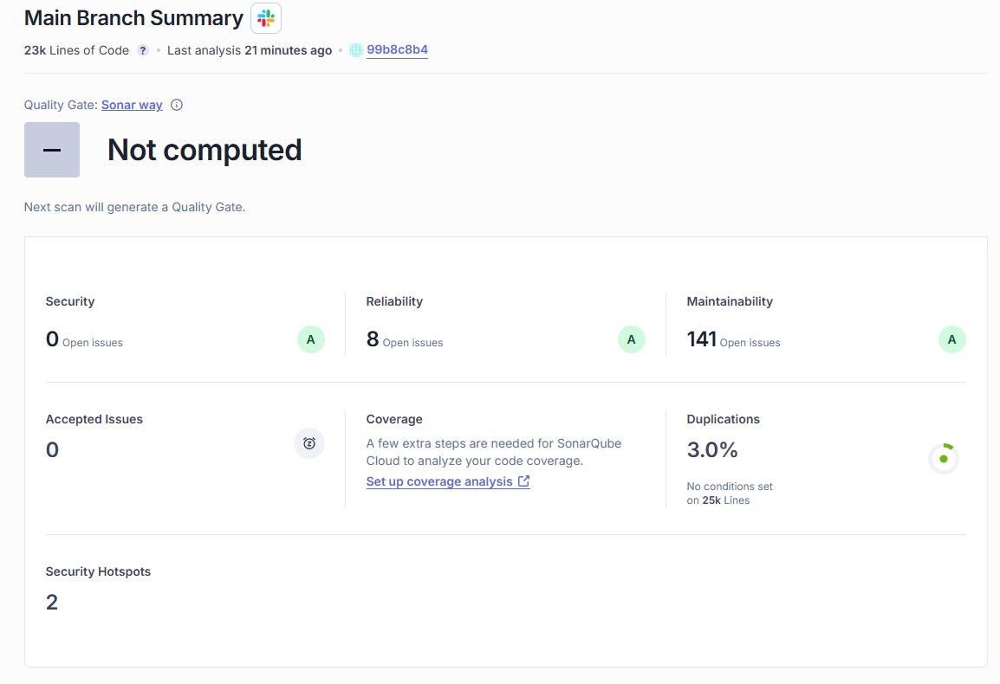 Main Branch Summary
23k Lines of Code ? • Last analysis 21 minutes ago • 99b8c8b4
Quality Gate: Sonar way
Not computed
Next scan will generate a Quality Gate.
Security
0 Open issues
A
Reliability
8 Open issues
A
Maintainability
141 Open issues
A
Accepted Issues
0
Coverage
A few extra steps are needed for SonarQube
Cloud to analyze your code coverage.
Set up coverage analysis
Duplications
3.0%
No conditions set
on 25k Lines
Security Hotspots
2